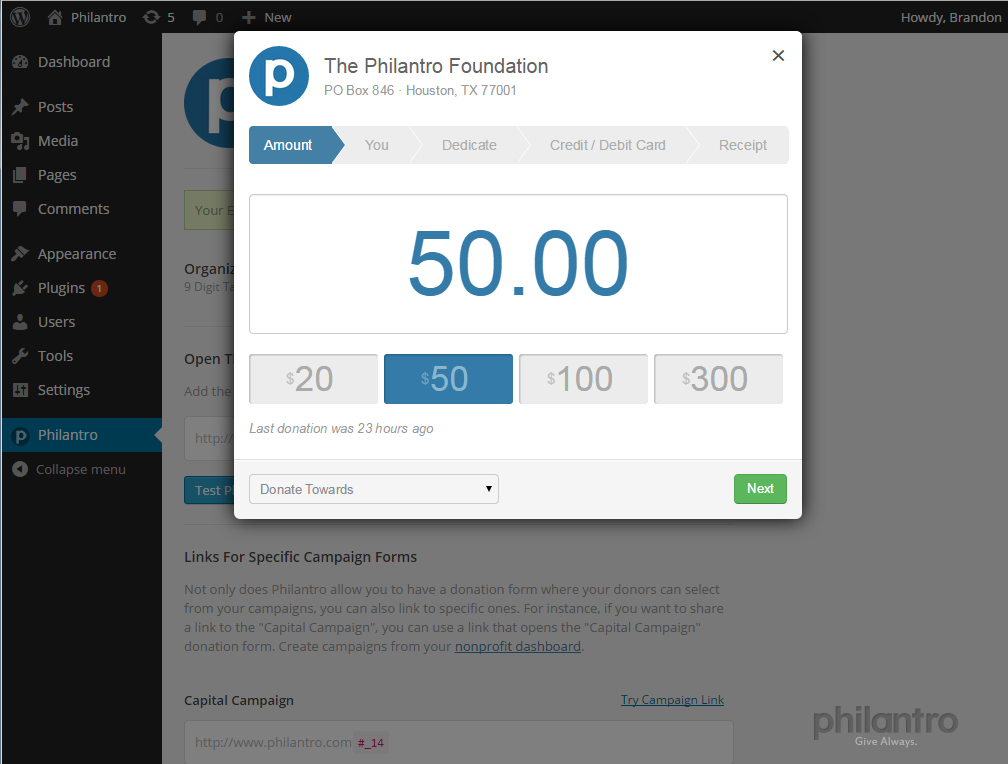 Philantro 5 0 New Howdy, Brandon
Dashboard
Posts
Media
Pages
Comments
Appearance
Plugins 1
Users
Tools
Settings
Philantro
Collapse menu
p
The Philantro Foundation
PO Box 846 · Houston, TX 77001
Amount You Dedicate Credit / Debit Card Receipt
50.00
$20 $50 $100 $300
Last donation was 23 hours ago
Donate Towards Next
Your E
Organiz
9 Digit Ta
Open T
Add the
http://
Test P
Links For Specific Campaign Forms
Not only does Philantro allow you to have a donation form where your donors can select
from your campaigns, you can also link to specific ones. For instance, if you want to share
a link to the "Capital Campaign", you can use a link that opens the "Capital Campaign"
donation form. Create campaigns from your nonprofit dashboard.
Capital Campaign Try Campaign Link
http://www.philantro.com #_14
philantro
Give Always.